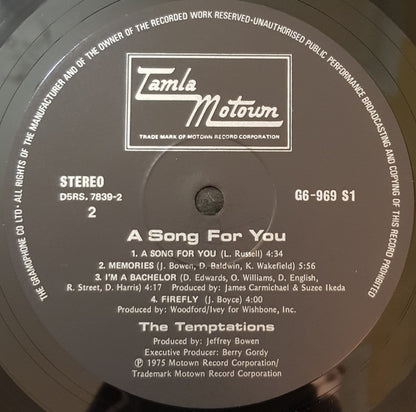 THE GRAMOPHONE CO LTD · ALL RIGHTS OF THE MANUFACTURER AND OF THE OWNER OF THE RECORDED WORK RESERVED-UNAUTHORISED PUBLIC PERFORMANCE BROADCASTING AND COPYING OF THIS RECORD PROHIBITED
Tamla
Motown
TRADE MARK OF MOTOWN RECORD CORPORATION
STEREO
D5RS. 7839-2
2
G6-969 S1
A Song For You
1. A SONG FOR YOU (L. Russell) 4:34
2. MEMORIES (J. Bowen, D. Baldwin, K. Wakefield) 5:56
3. I'M A BACHELOR (D. Edwards, O. Williams, D. English,
R. Street, D. Harris) 4:17 Produced by: James Carmichael & Suzee Ikeda
4. FIREFLY (J. Boyce) 4:00
Produced by: Woodford/Ivey for Wishbone, Inc.
The Temptations
Produced by: Jeffrey Bowen
Executive Producer: Berry Gordy
℗ 1975 Motown Record Corporation/
Trademark Motown Record Corporation